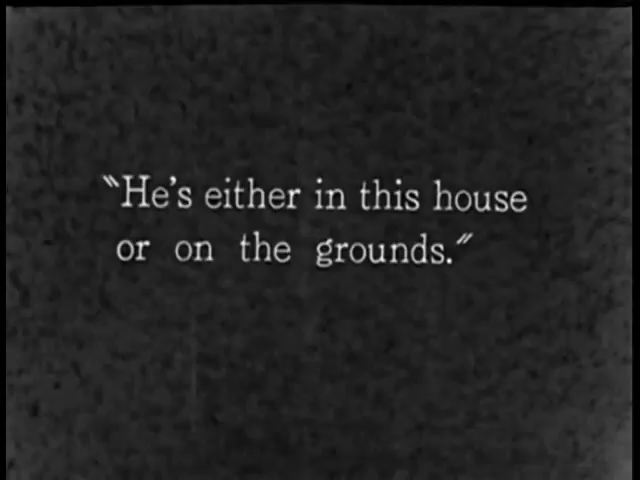 "He's either in this house
or on the grounds."